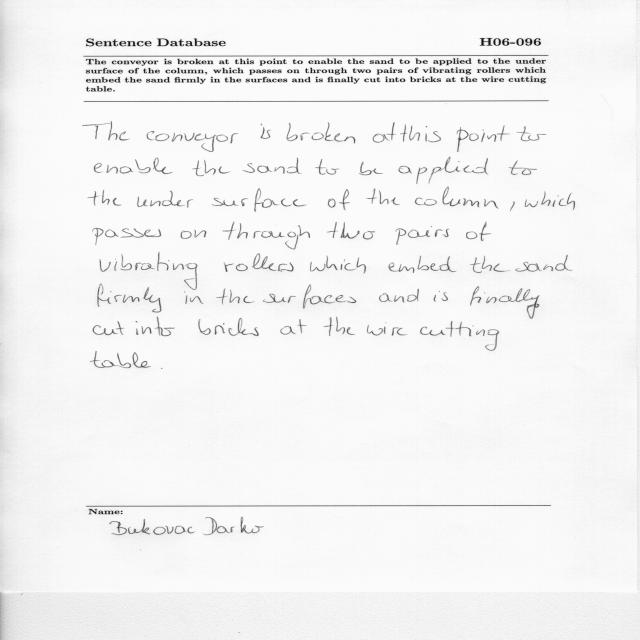 Sentence Database H06-096
The conveyor is broken at this point to enable the sand to be applied to the under
surface of the column, which passes on through two pairs of vibrating rollers which
embed the sand firmly in the surfaces and is finally cut into bricks at the wire cutting
table.
The conveyor is broken at this point to
enable the sand to be applied to
the under surface of the column, which
passes on through two pairs of
vibrating rollers which embed the sand
firmly in the surfaces and is finally
cut into bricks at the wire cutting
table.
Name:
Bukovac Darko